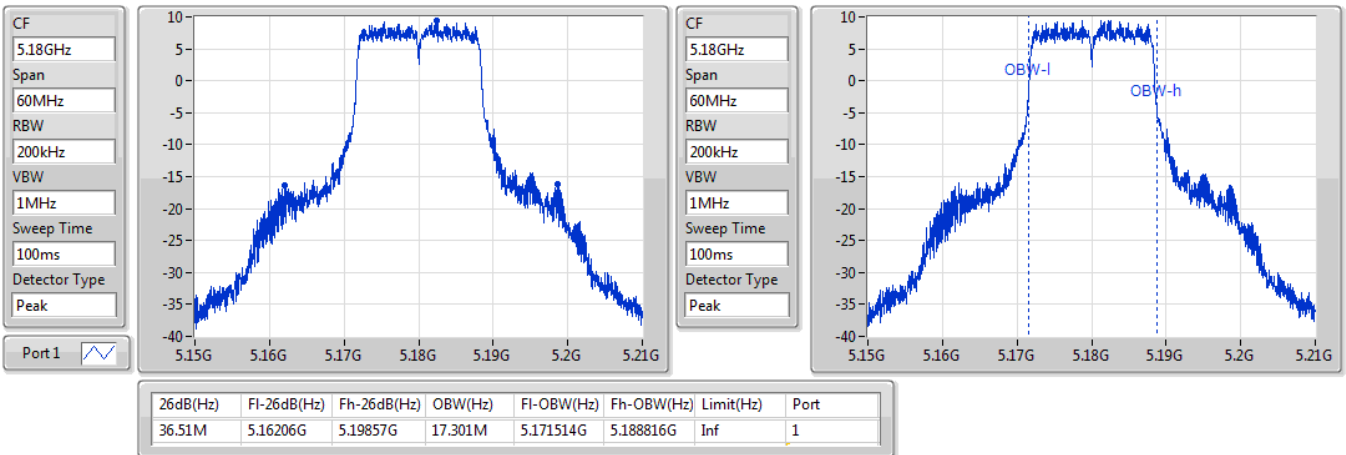 CF
5.18GHz
Span
60MHz
RBW
200kHz
VBW
1MHz
Sweep Time
100ms
Detector Type
Peak
Port 1
10
5
0
-5
-10
-15
-20
-25
-30
-35
-40
5.15G 5.16G 5.17G 5.18G 5.19G 5.2G 5.21G
CF
5.18GHz
Span
60MHz
RBW
200kHz
VBW
1MHz
Sweep Time
100ms
Detector Type
Peak
10
5
0
-5
-10
-15
-20
-25
-30
-35
-40
OBW-l
OBW-h
5.15G 5.16G 5.17G 5.18G 5.19G 5.2G 5.21G
26dB(Hz) Fl-26dB(Hz) Fh-26dB(Hz) OBW(Hz) Fl-OBW(Hz) Fh-OBW(Hz) Limit(Hz) Port
36.51M 5.16206G 5.19857G 17.301M 5.171514G 5.188816G Inf 1